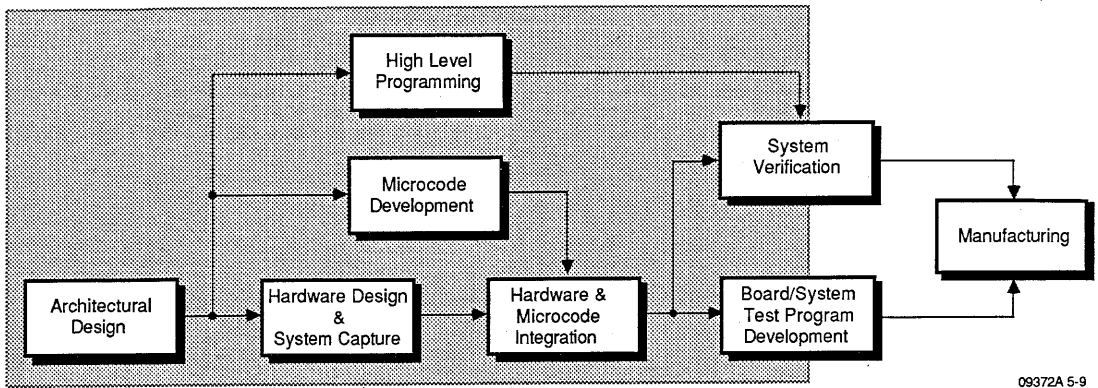 High Level
Programming
System
Verification
Microcode
Development
Manufacturing
Architectural
Design
Hardware Design
&
System Capture
Hardware &
Microcode
Integration
Board/System
Test Program
Development
09372A 5-9